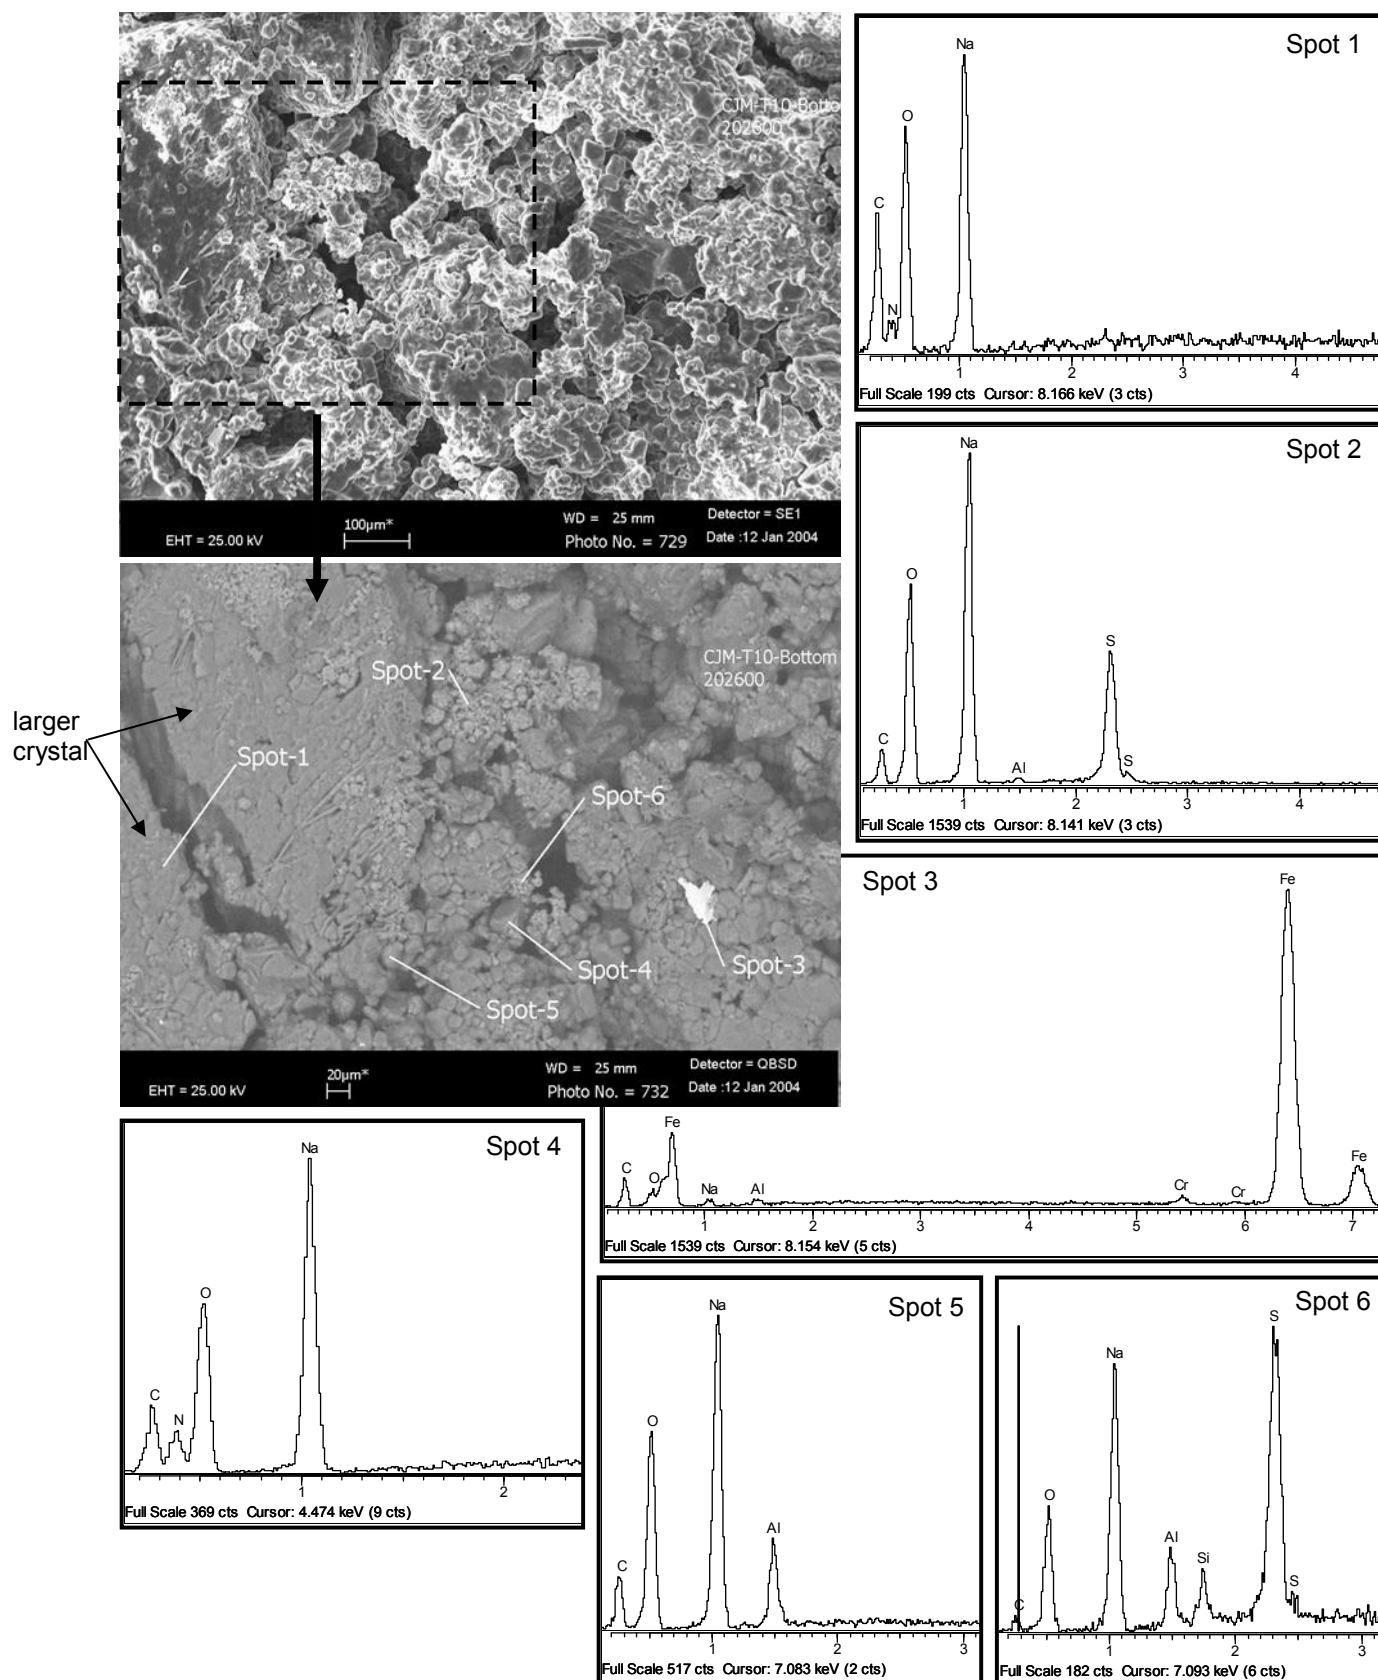 CJM-T10-Botto
202600
EHT = 25.00 kV
100µm*
WD = 25 mm
Photo No. = 729
Detector = SE1
Date :12 Jan 2004
Spot 1
C
N
O
Na
1 2 3 4
Full Scale 199 cts Cursor: 8.166 keV (3 cts)
Spot 2
C
O
Na
Al
S
S
1 2 3 4
Full Scale 1539 cts Cursor: 8.141 keV (3 cts)
larger
crystal
CJM-T10-Bottom
202600
Spot-2
Spot-1
Spot-6
Spot-4
Spot-3
Spot-5
EHT = 25.00 kV
20µm*
WD = 25 mm
Photo No. = 732
Detector = QBSD
Date :12 Jan 2004
Spot 3
C
O
Fe
Na
Al
Cr
Cr
Fe
Fe
1 2 3 4 5 6 7
Full Scale 1539 cts Cursor: 8.154 keV (5 cts)
Spot 4
C
N
O
Na
1 2
Full Scale 369 cts Cursor: 4.474 keV (9 cts)
Spot 5
C
O
Na
Al
1 2 3
Full Scale 517 cts Cursor: 7.083 keV (2 cts)
Spot 6
C
O
Na
Al
Si
S
S
1 2 3
Full Scale 182 cts Cursor: 7.093 keV (6 cts)